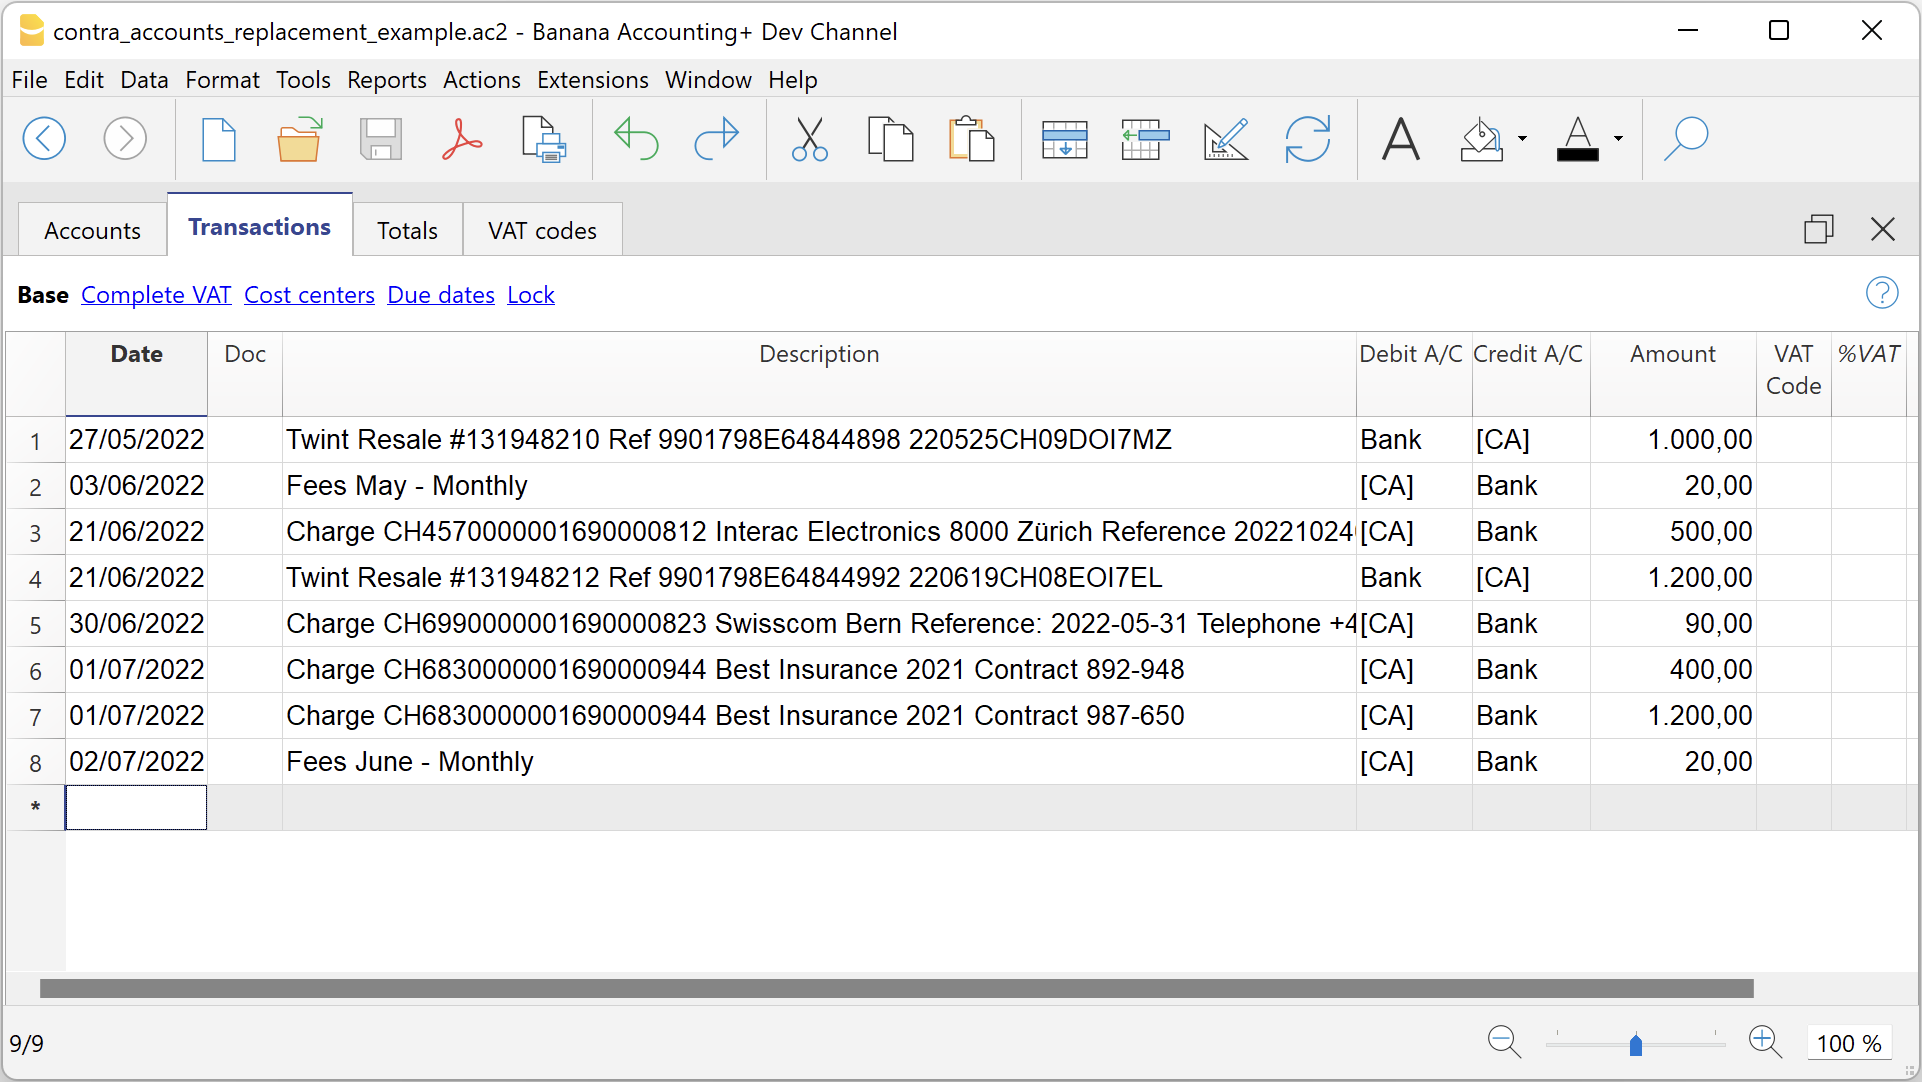 contra_accounts_replacement_example.ac2 - Banana Accounting+ Dev Channel
File Edit Data Format Tools Reports Actions Extensions Window Help
Accounts Transactions Totals VAT codes
Base Complete VAT Cost centers Due dates Lock
Date Doc Description Debit A/C Credit A/C Amount VAT Code %VAT
1 27/05/2022 Twint Resale #131948210 Ref 9901798E64844898 220525CH09DOI7MZ Bank [CA] 1.000,00
2 03/06/2022 Fees May - Monthly [CA] Bank 20,00
3 21/06/2022 Charge CH4570000001690000812 Interac Electronics 8000 Zürich Reference 202210240 [CA] Bank 500,00
4 21/06/2022 Twint Resale #131948212 Ref 9901798E64844992 220619CH08EOI7EL Bank [CA] 1.200,00
5 30/06/2022 Charge CH6990000001690000823 Swisscom Bern Reference: 2022-05-31 Telephone +4 [CA] Bank 90,00
6 01/07/2022 Charge CH6830000001690000944 Best Insurance 2021 Contract 892-948 [CA] Bank 400,00
7 01/07/2022 Charge CH6830000001690000944 Best Insurance 2021 Contract 987-650 [CA] Bank 1.200,00
8 02/07/2022 Fees June - Monthly [CA] Bank 20,00
*
9/9 100 %